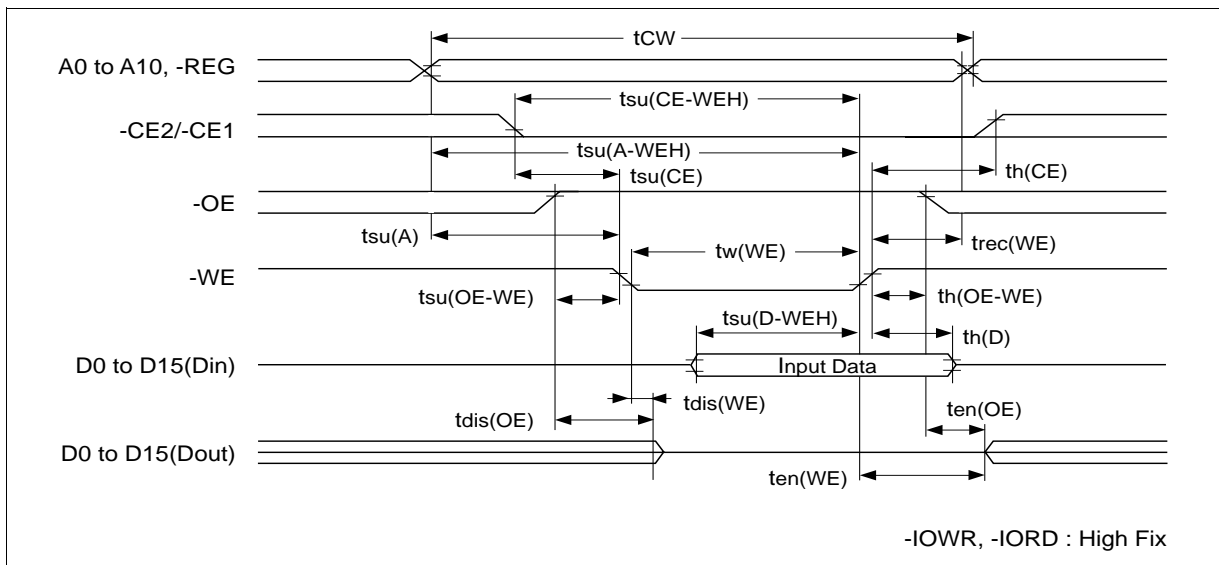 tCW
A0 to A10, -REG
tsu(CE-WEH)
-CE2/-CE1
tsu(A-WEH)
tsu(CE)
th(CE)
-OE
tsu(A)
tw(WE)
trec(WE)
-WE
tsu(OE-WE)
th(OE-WE)
tsu(D-WEH)
th(D)
D0 to D15(Din)
Input Data
tdis(WE)
tdis(OE)
ten(OE)
D0 to D15(Dout)
ten(WE)
-IOWR, -IORD : High Fix